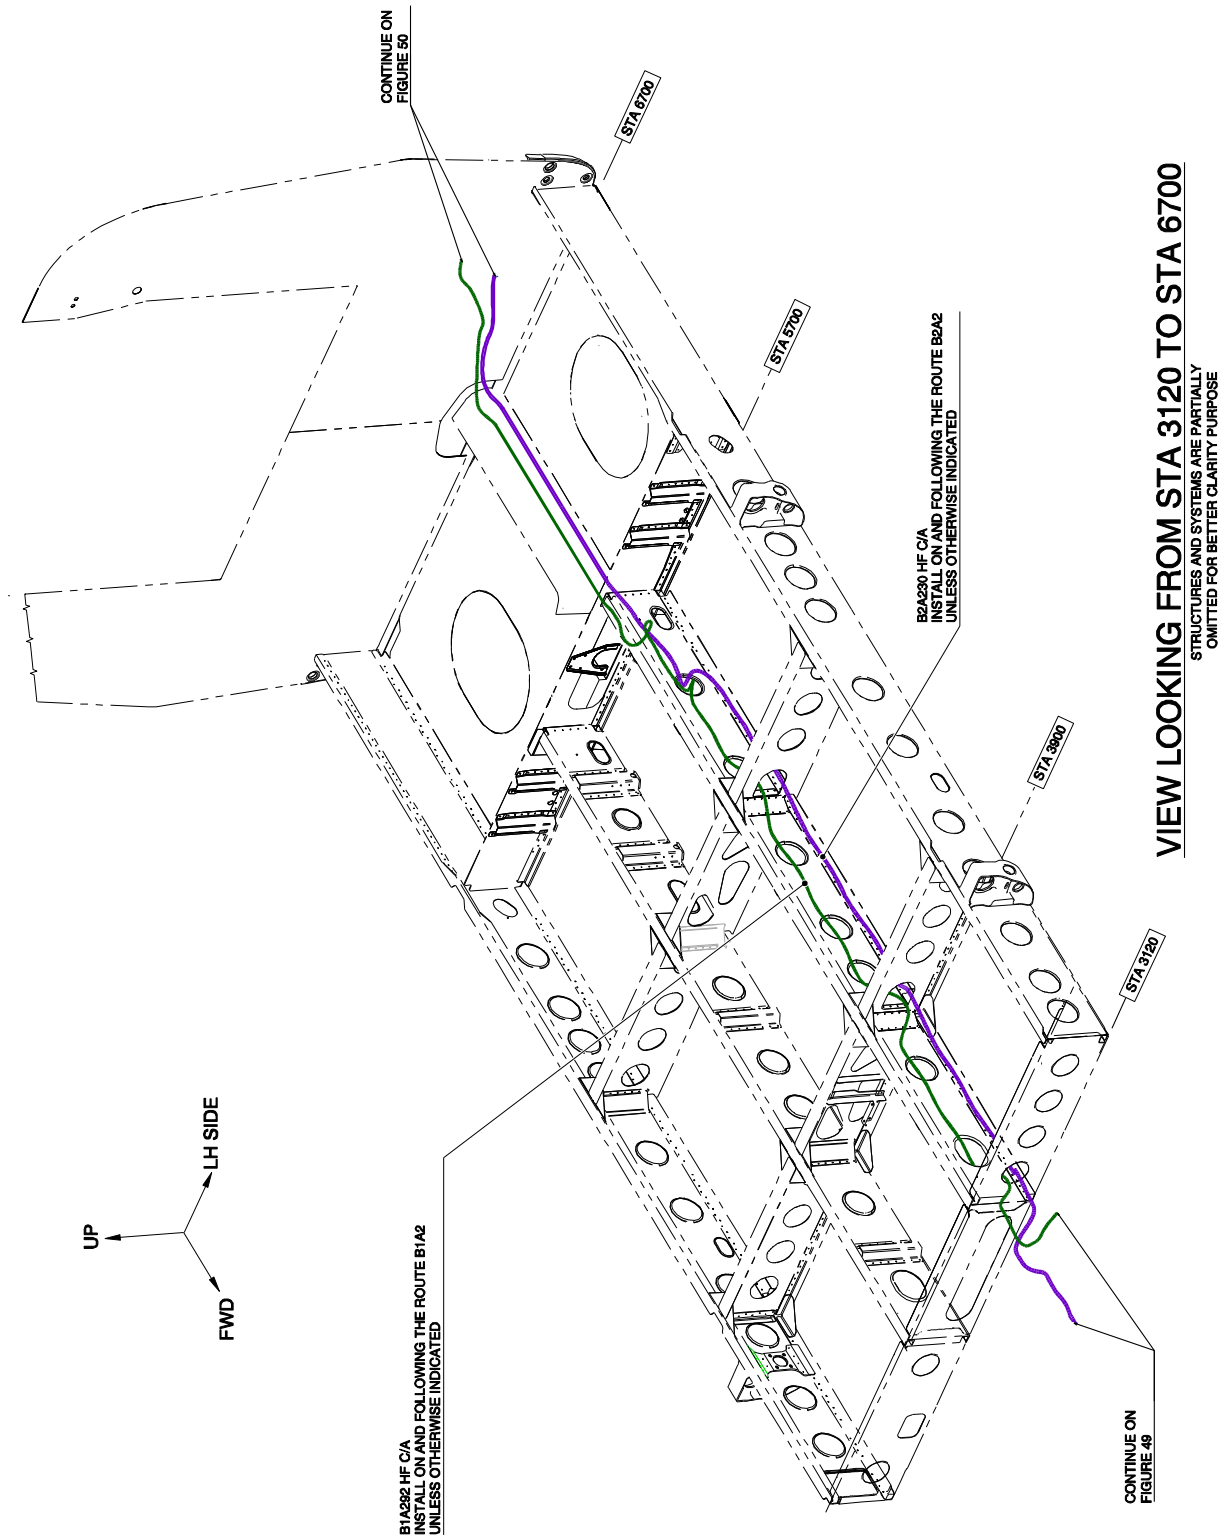 CONTINUE ON
FIGURE 50
STA 6700
STA 5700
B2A230 HF C/A
INSTALL ON AND FOLLOWING THE ROUTE B2A2
UNLESS OTHERWISE INDICATED
STA 3900
STA 3120
UP
LH SIDE
FWD
B1A292 HF C/A
INSTALL ON AND FOLLOWING THE ROUTE B1A2
UNLESS OTHERWISE INDICATED
CONTINUE ON
FIGURE 49
VIEW LOOKING FROM STA 3120 TO STA 6700
STRUCTURES AND SYSTEMS ARE PARTIALLY
OMITTED FOR BETTER CLARITY PURPOSE